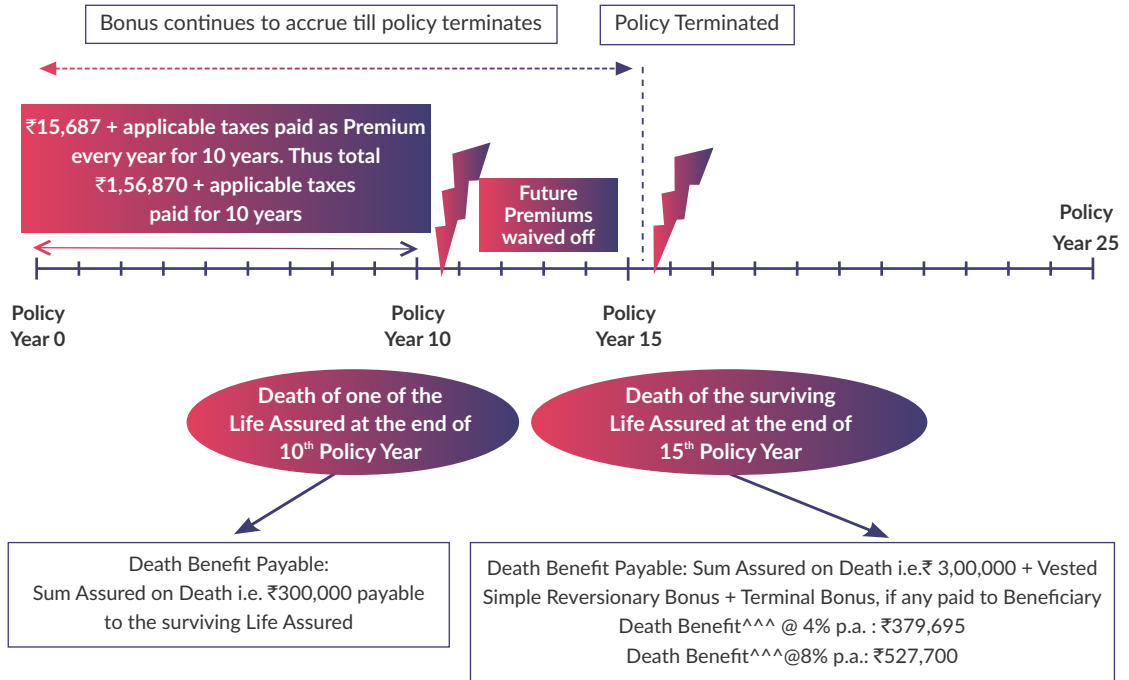 Bonus continues to accrue till policy terminates
Policy Terminated
₹15,687 + applicable taxes paid as Premium
every year for 10 years. Thus total
₹1,56,870 + applicable taxes
paid for 10 years
Future
Premiums
waived off
Policy
Year 25
Policy
Year 0
Policy
Year 10
Policy
Year 15
Death of one of the
Life Assured at the end of
10th Policy Year
Death of the surviving
Life Assured at the end of
15th Policy Year
Death Benefit Payable:
Sum Assured on Death i.e. ₹300,000 payable
to the surviving Life Assured
Death Benefit Payable: Sum Assured on Death i.e.₹ 3,00,000 + Vested
Simple Reversionary Bonus + Terminal Bonus, if any paid to Beneficiary
Death Benefit^^^ @ 4% p.a. : ₹379,695
Death Benefit^^^@8% p.a.: ₹527,700